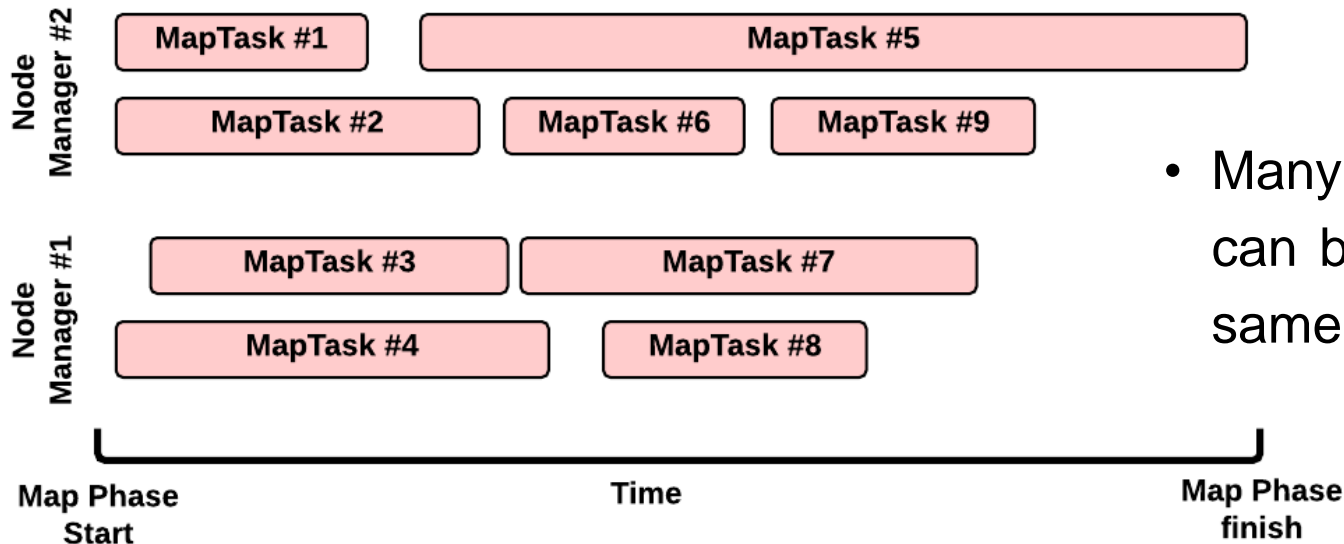 Node
Manager #2
MapTask #1
MapTask #5
MapTask #2
MapTask #6
MapTask #9
Node
Manager #1
MapTask #3
MapTask #7
MapTask #4
MapTask #8
• Many
can b
same
Map Phase
Start
Time
Map Phase
finish